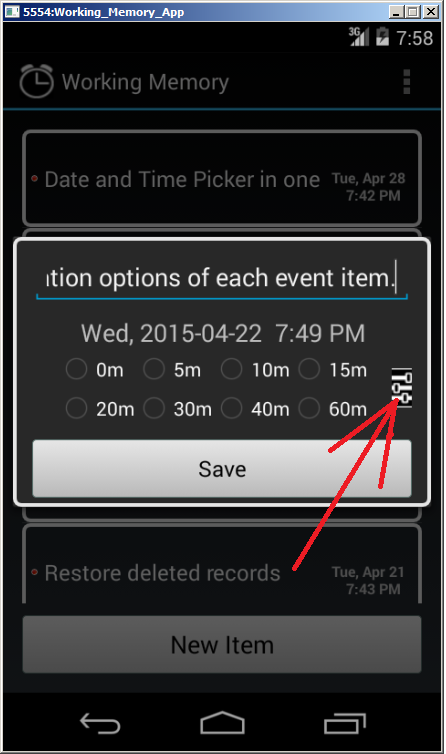 5554:Working_Memory_App
3G 7:58
Working Memory
Date and Time Picker in one Tue, Apr 28
7:42 PM
ation options of each event item.
Wed, 2015-04-22 7:49 PM
0m 5m 10m 15m
20m 30m 40m 60m
Save
Restore deleted records Tue, Apr 21
7:43 PM
New Item